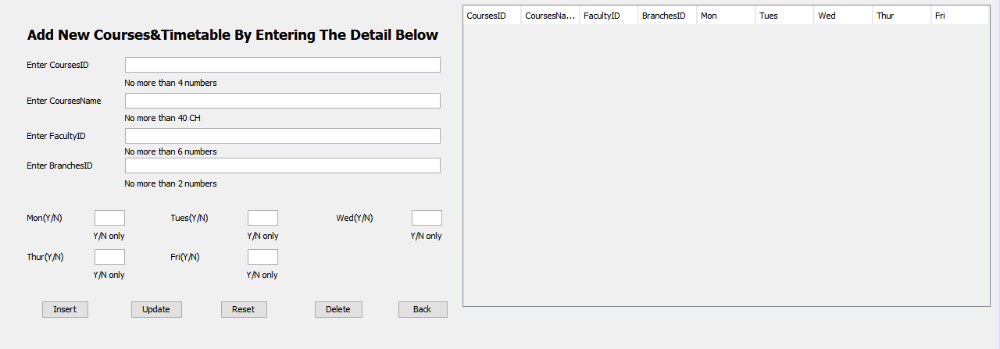 Add New Courses&Timetable By Entering The Detail Below
Enter CoursesID
No more than 4 numbers
Enter CoursesName
No more than 40 CH
Enter FacultyID
No more than 6 numbers
Enter BranchesID
No more than 2 numbers
Mon(Y/N) Tues(Y/N) Wed(Y/N)
Y/N only Y/N only Y/N only
Thur(Y/N) Fri(Y/N)
Y/N only Y/N only
Insert Update Reset Delete Back
CoursesID CoursesNa... FacultyID BranchesID Mon Tues Wed Thur Fri